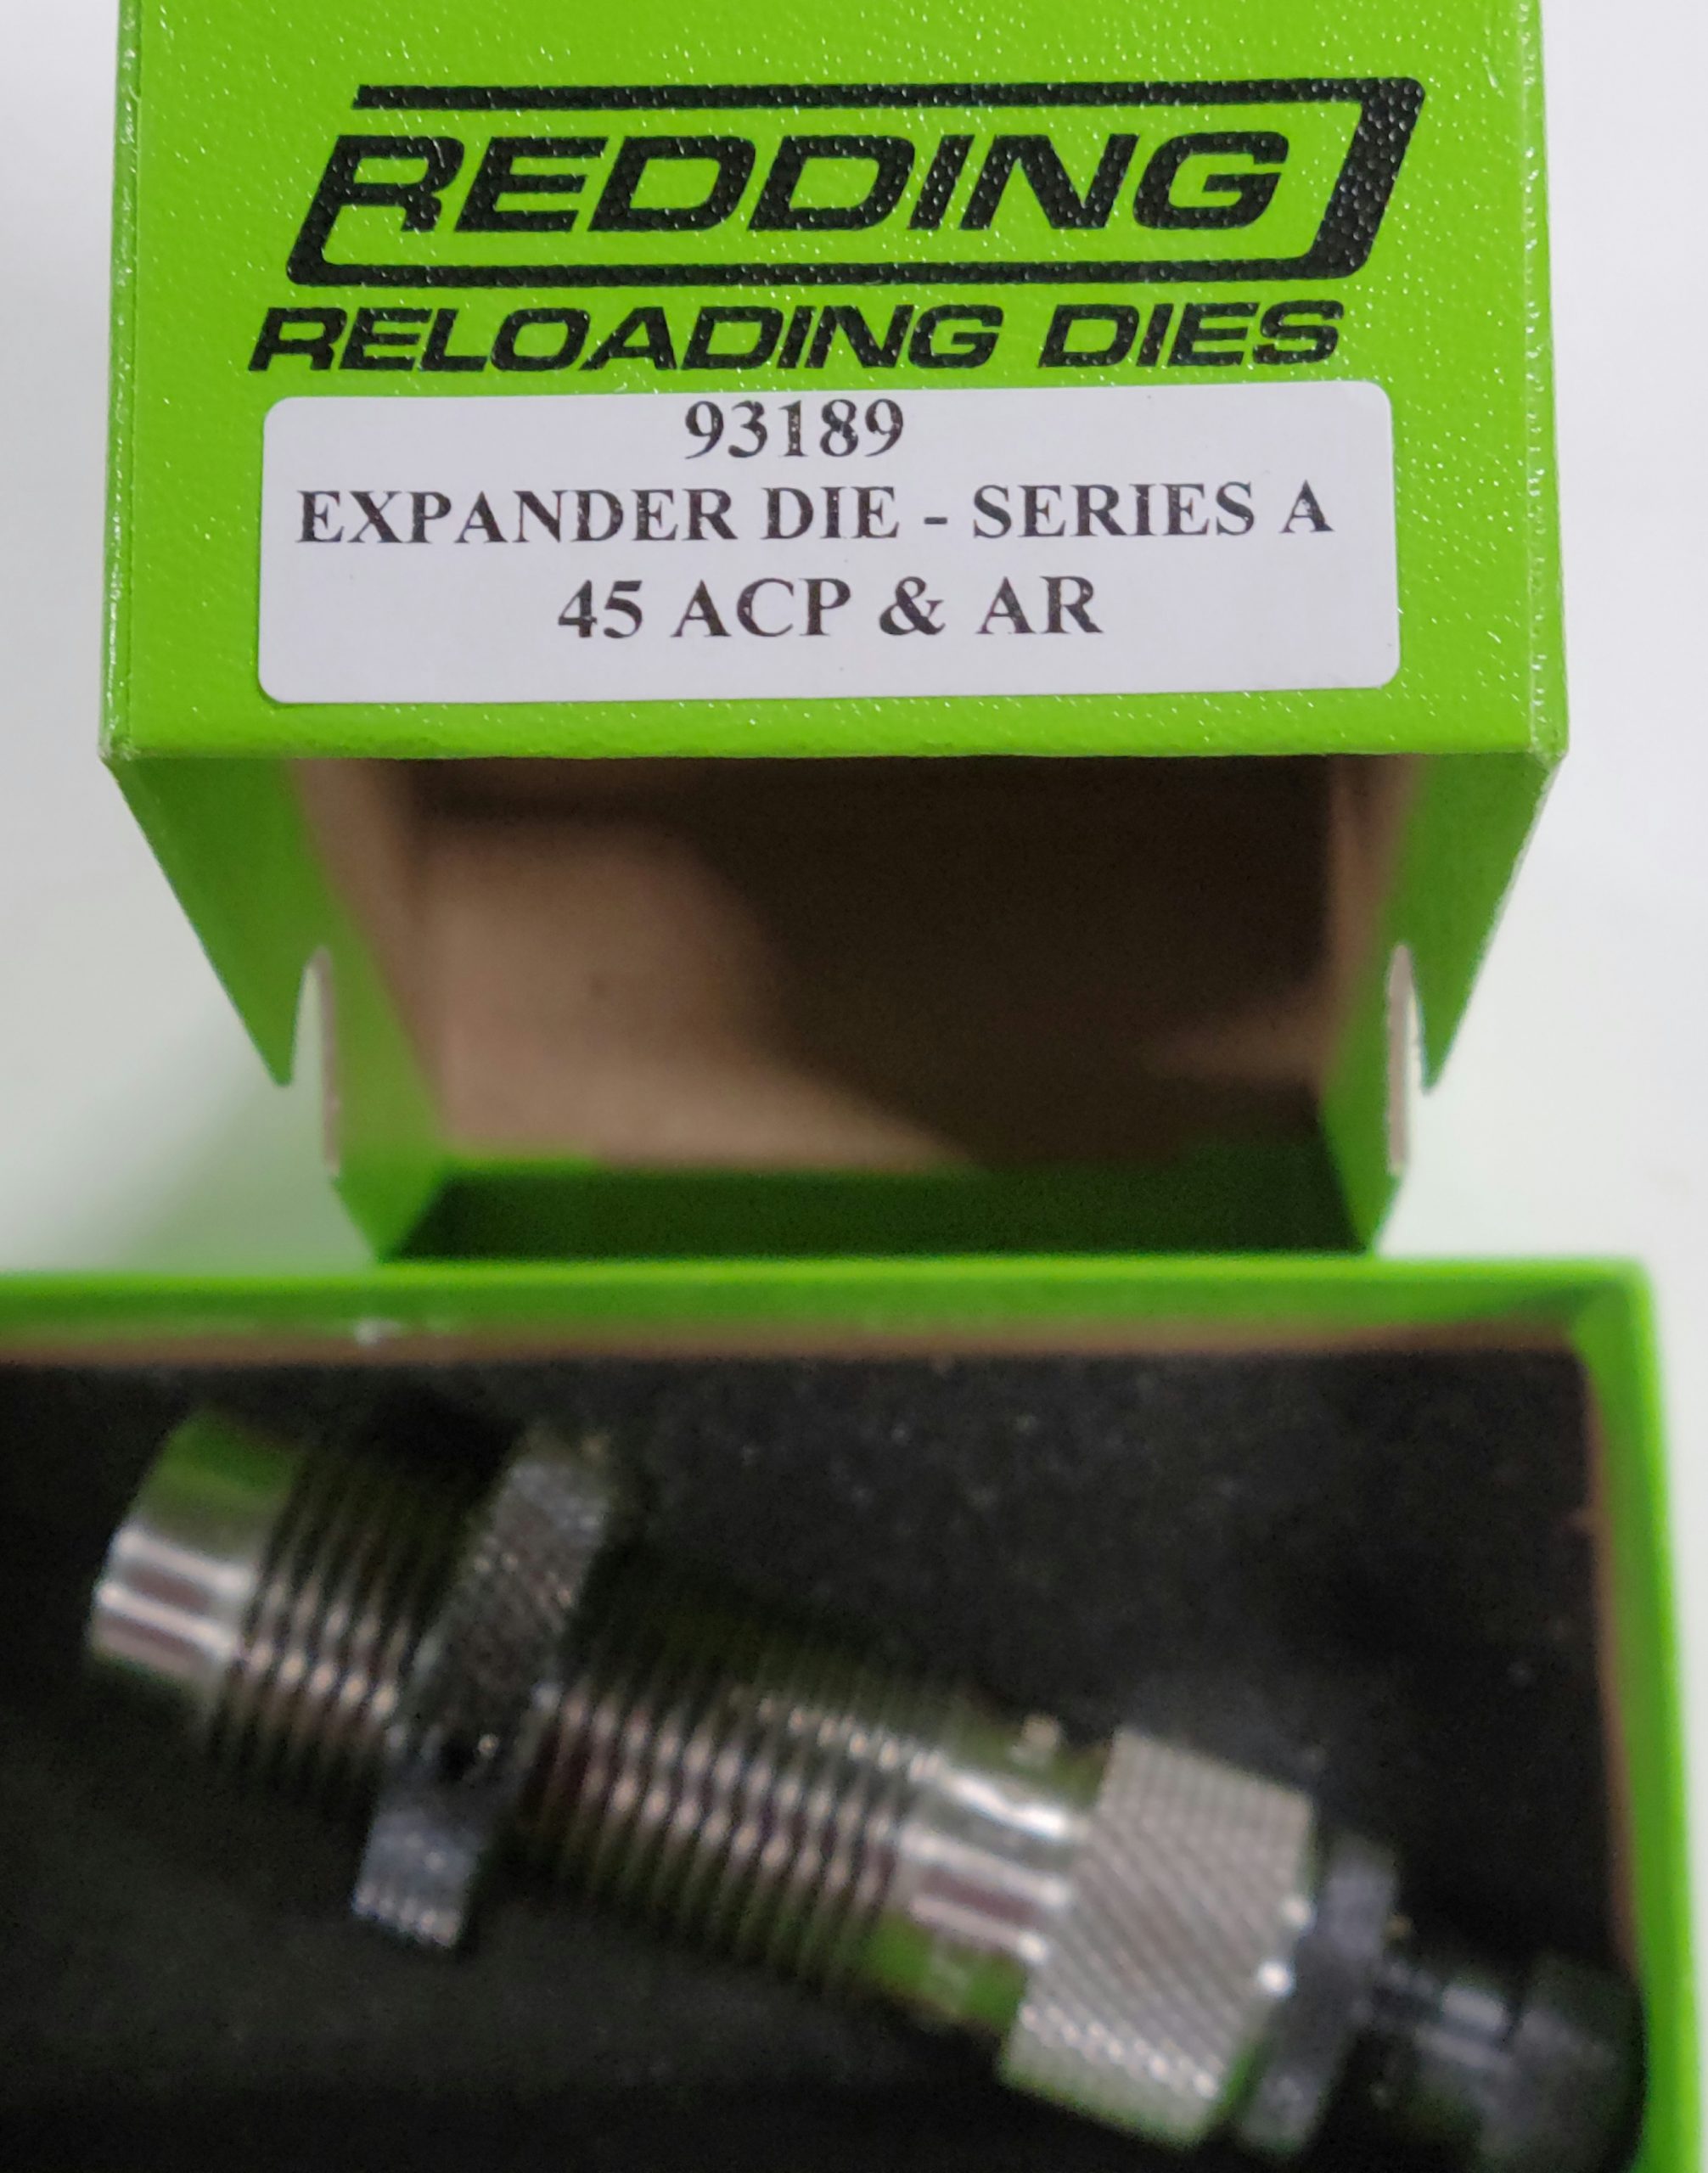 REDDING
RELOADING DIES
93189
EXPANDER DIE - SERIES A
45 ACP & AR